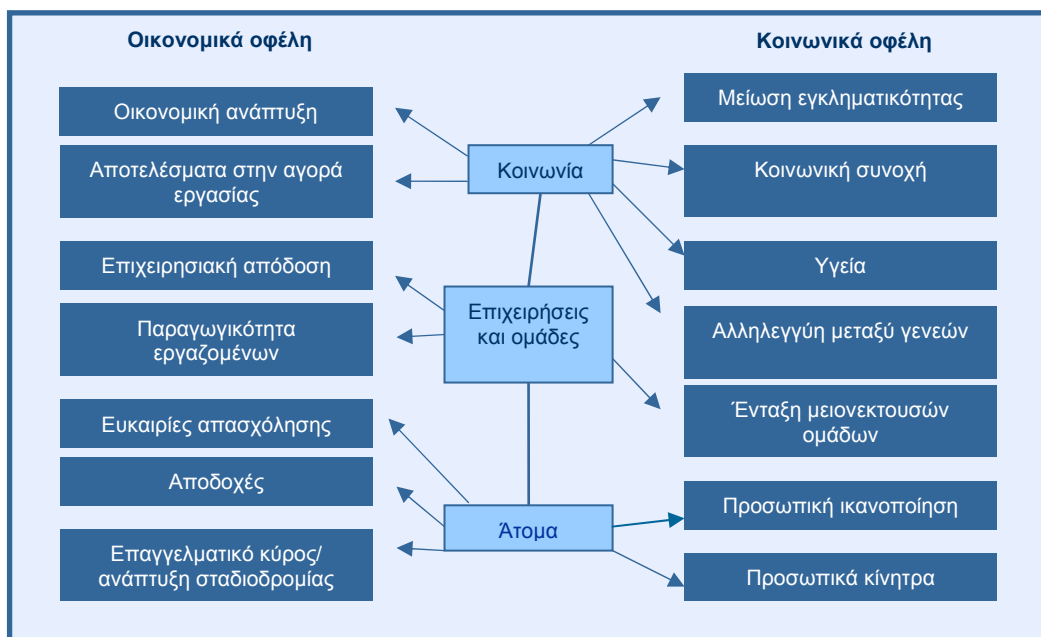 Οικονομικά οφέλη
Οικονομική ανάπτυξη
Αποτελέσματα στην αγορά
εργασίας
Επιχειρησιακή απόδοση
Παραγωγικότητα
εργαζομένων
Ευκαιρίες απασχόλησης
Αποδοχές
Επαγγελματικό κύρος/
ανάπτυξη σταδιοδρομίας
Κοινωνία
Επιχειρήσεις
και ομάδες
Άτομα
Κοινωνικά οφέλη
Μείωση εγκληματικότητας
Κοινωνική συνοχή
Υγεία
Αλληλεγγύη μεταξύ γενεών
Ένταξη μειονεκτουσών
ομάδων
Προσωπική ικανοποίηση
Προσωπικά κίνητρα